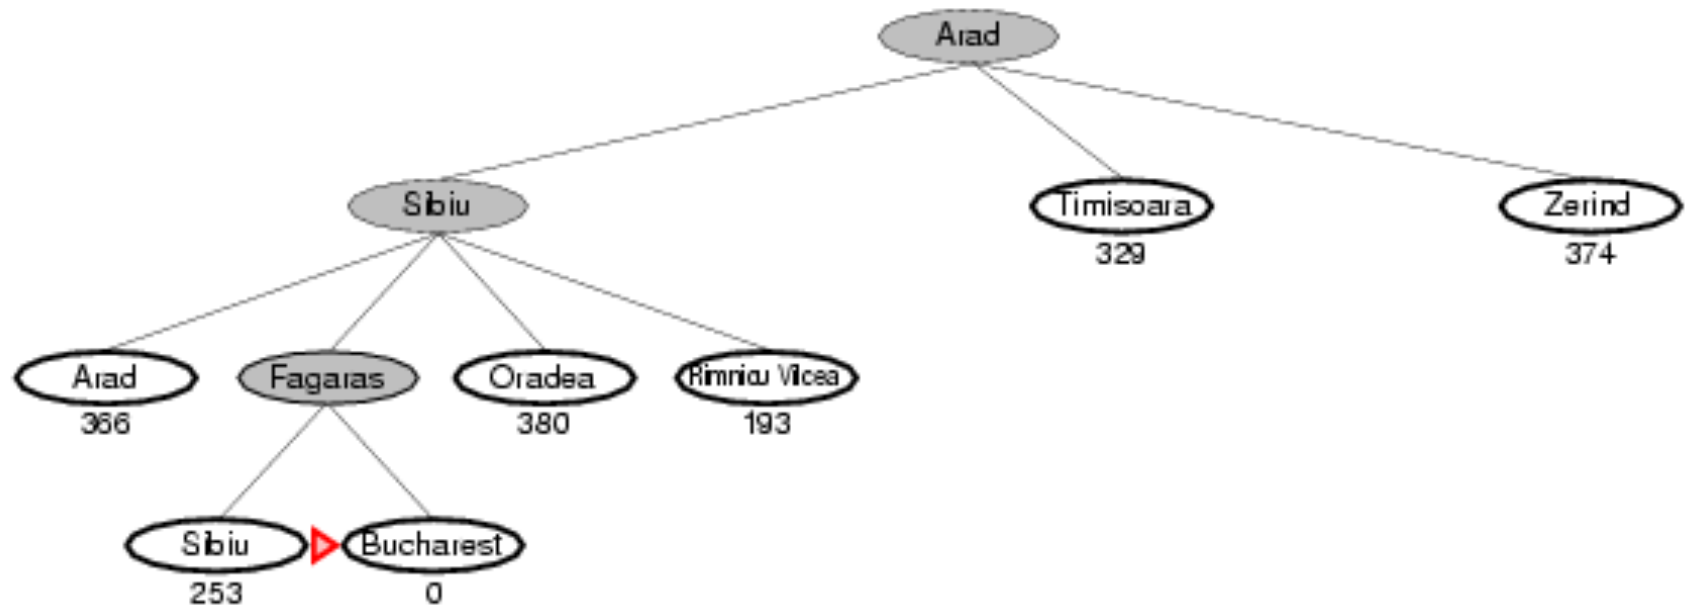 Arad
Sibiu
Timisoara
Zerind
329
374
Arad
Fagaras
Oradea
Rimnicu Vilcea
366
380
193
Sibiu
Bucharest
253
0